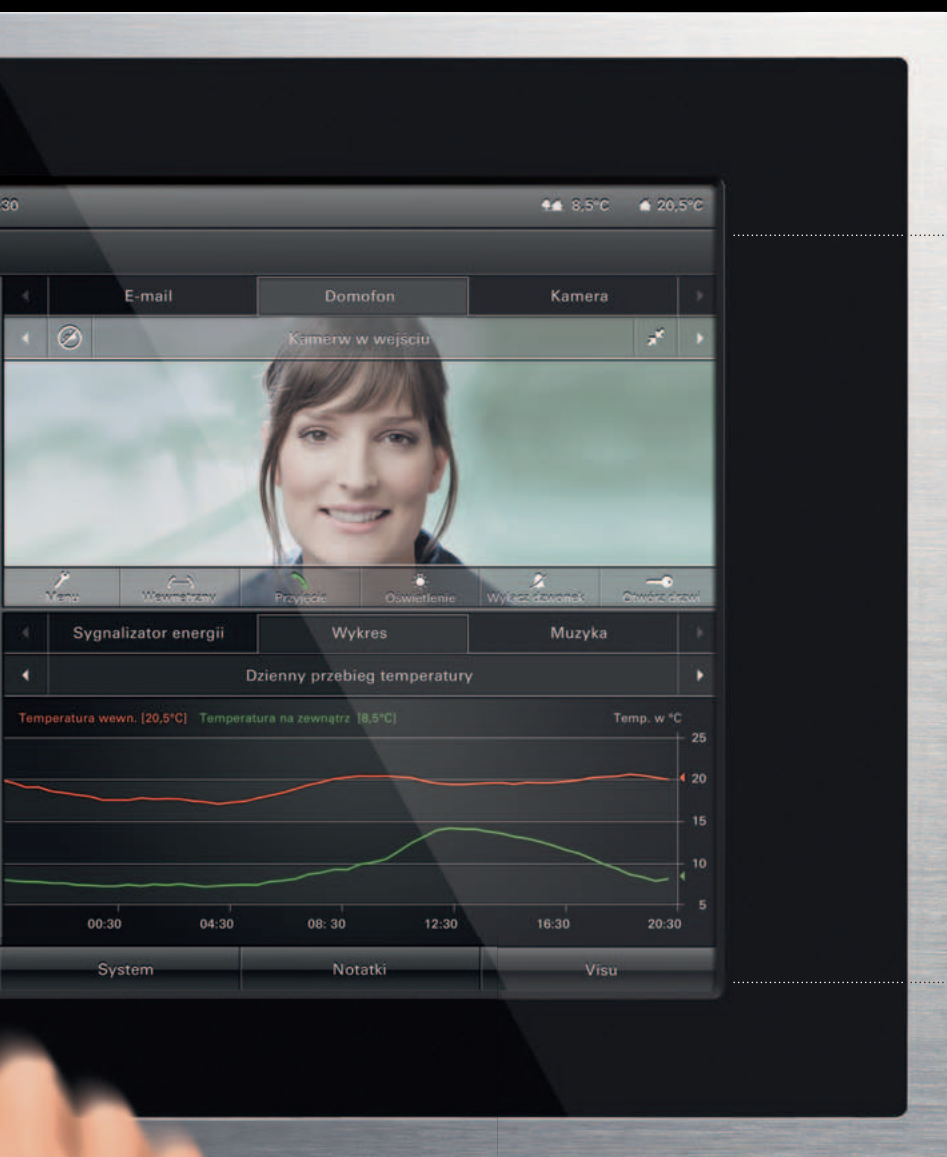 30 8,5°C 20,5°C
E-mail Domofon Kamera
Kamerw w wejsciu
Menu Wewnetrzny Przyjęcie Oswietlenie Wyłącz dzwonek Otwórz drzwi
Sygnalizator energii Wykres Muzyka
Dzienny przebieg temperatury
Temperatura wewn. [20,5°C] Temperatura na zewnątrz [8,5°C] Temp. w °C
25
20
15
10
5
00:30 04:30 08: 30 12:30 16:30 20:30
System Notatki Visu